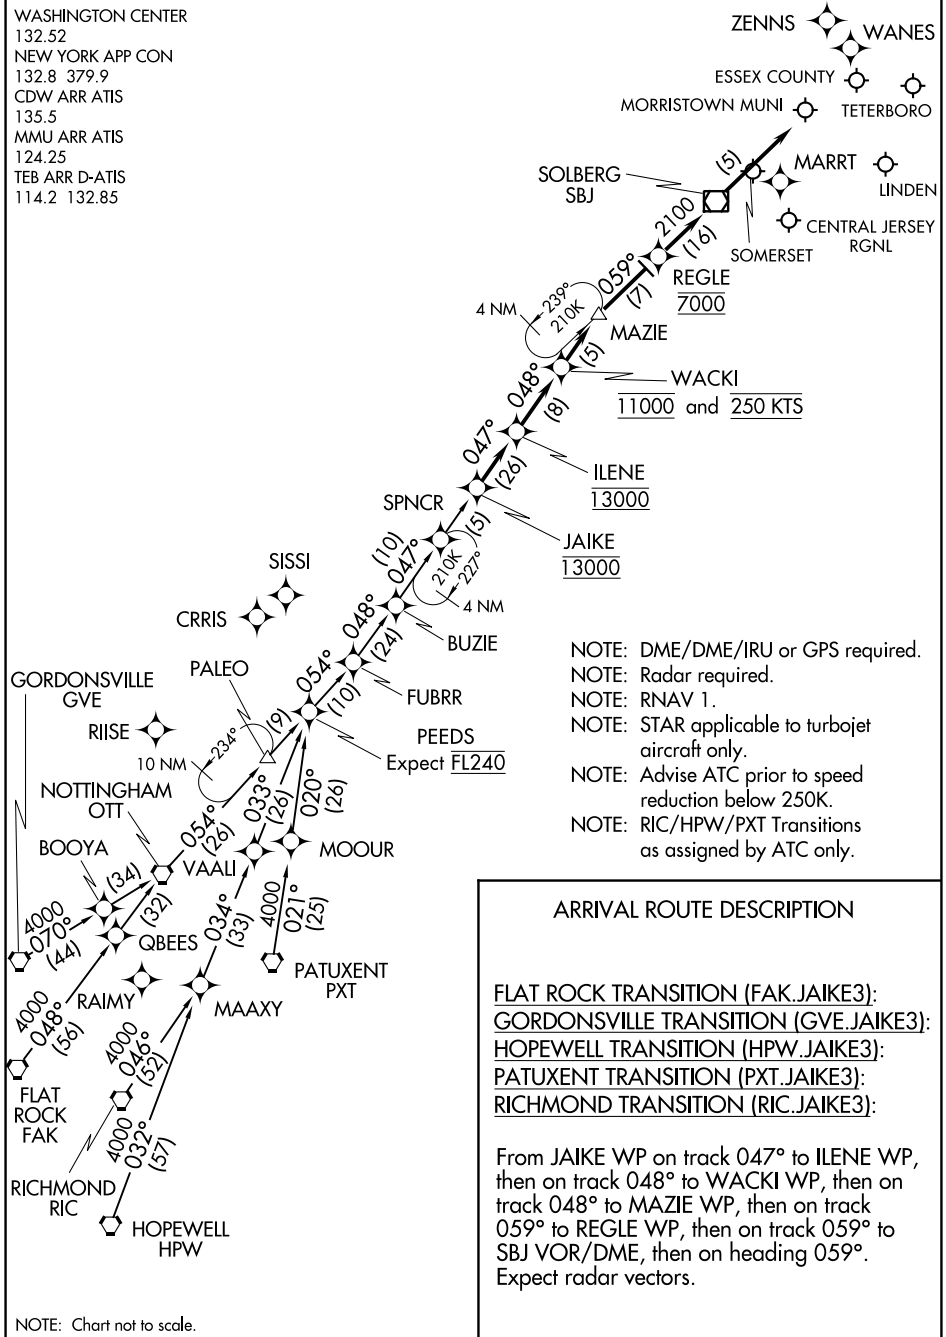 WASHINGTON CENTER
132.52
NEW YORK APP CON
132.8 379.9
CDW ARR ATIS
135.5
MMU ARR ATIS
124.25
TEB ARR D-ATIS
114.2 132.85
ZENNS
WANES
ESSEX COUNTY
TETERBORO
MORRISTOWN MUNI
SOLBERG
SBJ
(5)
MARRT
LINDEN
CENTRAL JERSEY
RGNL
SOMERSET
2100
(16)
REGLE
7000
059°
(7)
4 NM
239°
210K
MAZIE
(5)
WACKI
11000 and 250 KTS
048°
(8)
ILENE
13000
047°
(26)
SPNCR
JAIKE
13000
(5)
(10)
047°
210K
227°
4 NM
SISSI
CRRIS
BUZIE
048°
(24)
PALEO
FUBRR
054°
(10)
GORDONSVILLE
GVE
RIISE
PEEDS
Expect FL240
(9)
234°
10 NM
NOTTINGHAM
OTT
054°
(26)
033°
(26)
020°
(26)
BOOYA
VAALI
MOOUR
(34)
4000
070°
(44)
(32)
QBEES
034°
(33)
4000
021°
(25)
PATUXENT
PXT
RAIMY
MAAXY
4000
048°
(56)
4000
046°
(52)
FLAT
ROCK
FAK
4000
032°
(57)
RICHMOND
RIC
HOPEWELL
HPW
NOTE: DME/DME/IRU or GPS required.
NOTE: Radar required.
NOTE: RNAV 1.
NOTE: STAR applicable to turbojet
aircraft only.
NOTE: Advise ATC prior to speed
reduction below 250K.
NOTE: RIC/HPW/PXT Transitions
as assigned by ATC only.
ARRIVAL ROUTE DESCRIPTION
FLAT ROCK TRANSITION (FAK.JAIKE3):
GORDONSVILLE TRANSITION (GVE.JAIKE3):
HOPEWELL TRANSITION (HPW.JAIKE3):
PATUXENT TRANSITION (PXT.JAIKE3):
RICHMOND TRANSITION (RIC.JAIKE3):
From JAIKE WP on track 047° to ILENE WP,
then on track 048° to WACKI WP, then on
track 048° to MAZIE WP, then on track
059° to REGLE WP, then on track 059° to
SBJ VOR/DME, then on heading 059°.
Expect radar vectors.
NOTE: Chart not to scale.